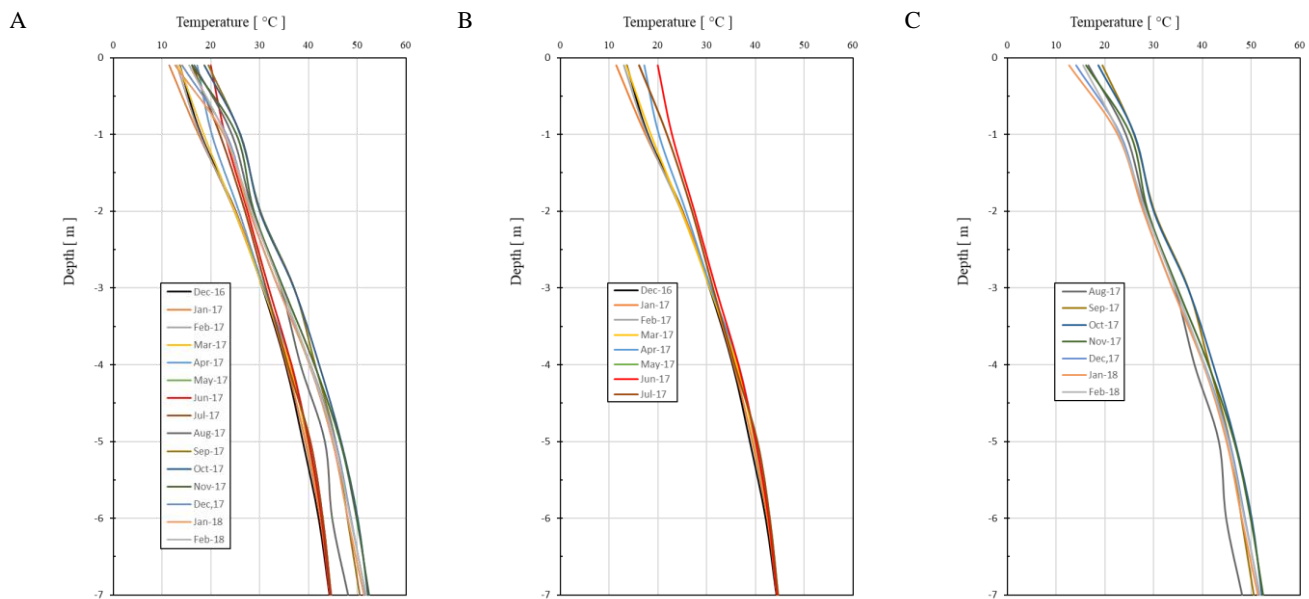 A
Temperature [ °C ]
0 10 20 30 40 50 60
0
-1
-2
-3
-4
-5
-6
-7
Depth [ m ]
Dec-16
Jan-17
Feb-17
Mar-17
Apr-17
May-17
Jun-17
Jul-17
Aug-17
Sep-17
Oct-17
Nov-17
Dec,17
Jan-18
Feb-18
B
Temperature [ °C ]
0 10 20 30 40 50 60
0
-1
-2
-3
-4
-5
-6
-7
Depth [ m ]
Dec-16
Jan-17
Feb-17
Mar-17
Apr-17
May-17
Jun-17
Jul-17
C
Temperature [ °C ]
0 10 20 30 40 50 60
0
-1
-2
-3
-4
-5
-6
-7
Depth [ m ]
Aug-17
Sep-17
Oct-17
Nov-17
Dec,17
Jan-18
Feb-18